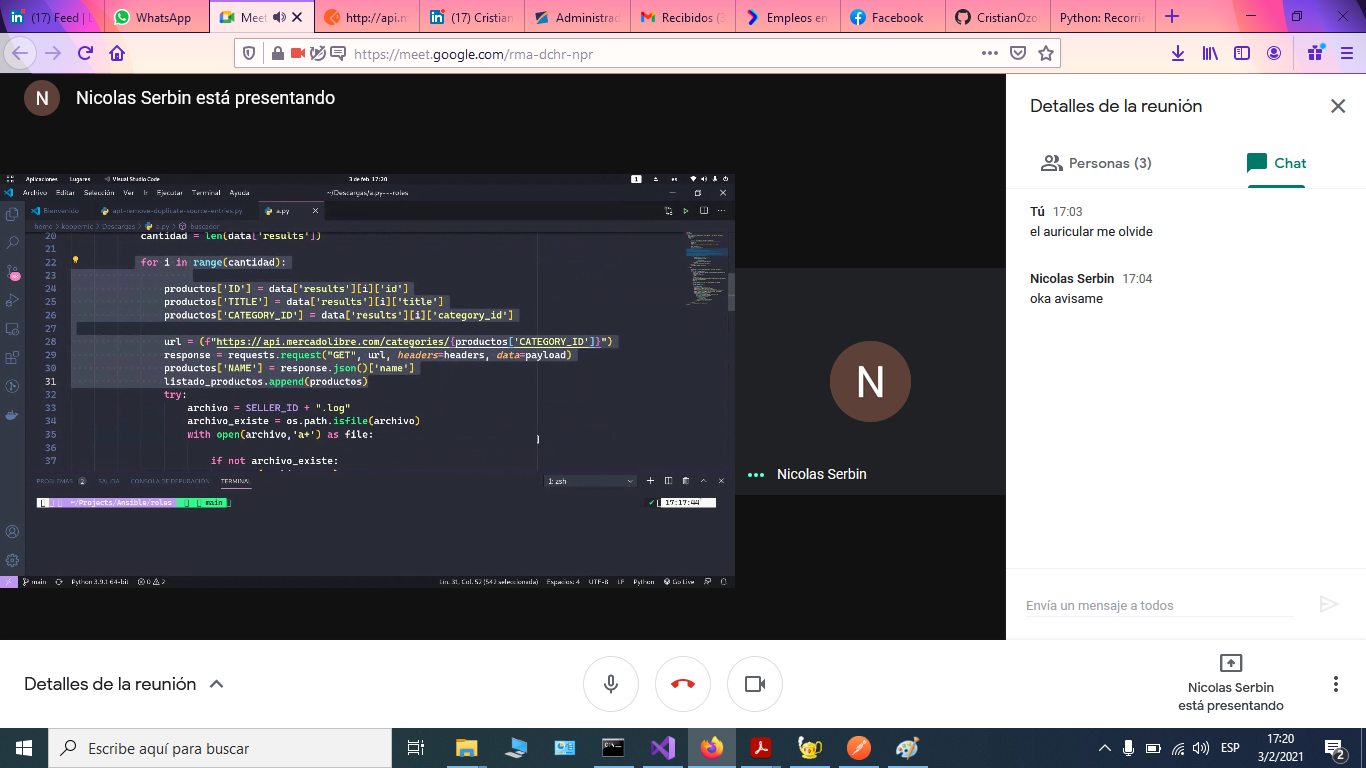 (17) Feed | L
WhatsApp
Meet
http://api.m
(17) Cristian
Administrad
Recibidos (3
Empleos en
Facebook
CristianOzo
Python: Recorrie
https://meet.google.com/rma-dchr-npr
N
Nicolas Serbin está presentando
Aplicaciones Lugares Visual Studio Code
3 de feb 17:20
1
es
Archivo Editar Selección Ver Ir Ejecutar Terminal Ayuda
~/Descargas/a.py---roles
Bienvenido
apt-remove-duplicate-source-entries.py
a.py
home > koopernic > Descargas > a.py > buscador
20 cantidad = len(data['results'])
21
22 for i in range(cantidad):
23
24 productos['ID'] = data['results'][i]['id']
25 productos['TITLE'] = data['results'][i]['title']
26 productos['CATEGORY_ID'] = data['results'][i]['category_id']
27
28 url = (f"https://api.mercadolibre.com/categories/{productos['CATEGORY_ID']}")
29 response = requests.request("GET", url, headers=headers, data=payload)
30 productos['NAME'] = response.json()['name']
31 listado_productos.append(productos)
32 try:
33 archivo = SELLER_ID + ".log"
34 archivo_existe = os.path.isfile(archivo)
35 with open(archivo,'a+') as file:
36
37 if not archivo_existe:
PROBLEMAS 2 SALIDA CONSOLA DE DEPURACIÓN TERMINAL
1: zsh
~/Projects/Ansible/roles
main
17:17:44
main
Python 3.9.1 64-bit
0 2
Lín. 31, Col. 52 (542 seleccionada)
Espacios: 4
UTF-8
LF
Python
Go Live
N
Nicolas Serbin
Detalles de la reunión
Personas (3)
Chat
Tú 17:03
el auricular me olvide
Nicolas Serbin 17:04
oka avisame
Envía un mensaje a todos
Detalles de la reunión
Nicolas Serbin
está presentando
Escribe aquí para buscar
ESP
17:20
3/2/2021
2